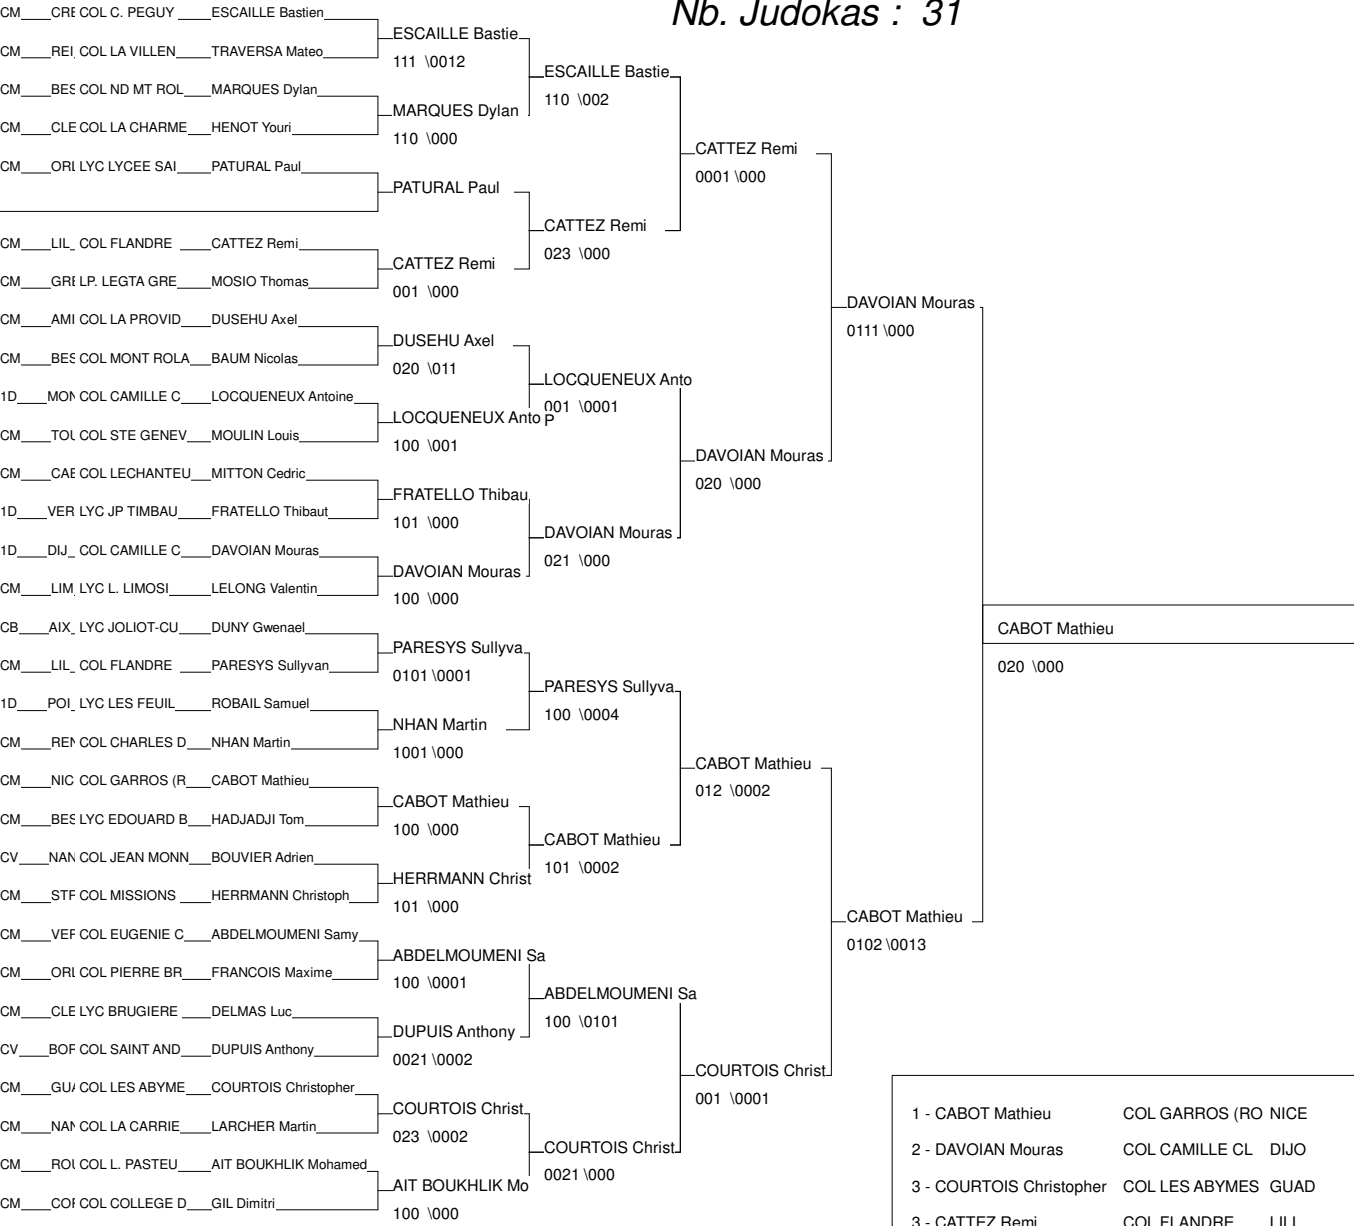 Nb. Judokas : 31
CM CRE COL C. PEGUY ESCAILLE Bastien
CM REI COL LA VILLEN TRAVERSA Mateo
CM BES COL ND MT ROL MARQUES Dylan
CM CLE COL LA CHARME HENOT Youri
CM ORL LYC LYCEE SAI PATURAL Paul
CM LIL COL FLANDRE CATTEZ Remi
CM GRE LP. LEGTA GRE MOSIO Thomas
CM AMI COL LA PROVID DUSEHU Axel
CM BES COL MONT ROLA BAUM Nicolas
1D MON COL CAMILLE C LOCQUENEUX Antoine
CM TOU COL STE GENEV MOULIN Louis
CM CAE COL LECHANTEU MITTON Cedric
1D VER LYC JP TIMBAU FRATELLO Thibaut
1D DIJ COL CAMILLE C DAVOIAN Mouras
CM LIM LYC L. LIMOSI LELONG Valentin
CB AIX LYC JOLIOT-CU DUNY Gwenael
CM LIL COL FLANDRE PARESYS Sullyvan
1D POI LYC LES FEUIL ROBAIL Samuel
CM REN COL CHARLES D NHAN Martin
CM NIC COL GARROS (R CABOT Mathieu
CM BES LYC EDOUARD B HADJADJI Tom
CV NAN COL JEAN MONN BOUVIER Adrien
CM STR COL MISSIONS HERRMANN Christoph
CM VER COL EUGENIE C ABDELMOUMENI Samy
CM ORL COL PIERRE BR FRANCOIS Maxime
CM CLE LYC BRUGIERE DELMAS Luc
CV BOR COL SAINT AND DUPUIS Anthony
CM GUA COL LES ABYME COURTOIS Christopher
CM NAN COL LA CARRIE LARCHER Martin
CM ROU COL L. PASTEU AIT BOUKHLIK Mohamed
CM COR COL COLLEGE D GIL Dimitri
ESCAILLE Bastie
111 \0012
MARQUES Dylan
110 \000
PATURAL Paul
CATTEZ Remi
001 \000
DUSEHU Axel
020 \011
LOCQUENEUX Anto P
100 \001
FRATELLO Thibau
101 \000
DAVOIAN Mouras
100 \000
PARESYS Sullyva
0101 \0001
NHAN Martin
1001 \000
CABOT Mathieu
100 \000
HERRMANN Christ
101 \000
ABDELMOUMENI Sa
100 \0001
DUPUIS Anthony
0021 \0002
COURTOIS Christ
023 \0002
AIT BOUKHLIK Mo
100 \000
ESCAILLE Bastie
110 \002
CATTEZ Remi
023 \000
LOCQUENEUX Anto
001 \0001
DAVOIAN Mouras
021 \000
PARESYS Sullyva
100 \0004
CABOT Mathieu
101 \0002
ABDELMOUMENI Sa
100 \0101
COURTOIS Christ
0021 \000
CATTEZ Remi
0001 \000
DAVOIAN Mouras
020 \000
CABOT Mathieu
012 \0002
COURTOIS Christ
001 \0001
DAVOIAN Mouras
0111 \000
CABOT Mathieu
0102 \0013
CABOT Mathieu
020 \000
1 - CABOT Mathieu COL GARROS (RO NICE
2 - DAVOIAN Mouras COL CAMILLE CL DIJO
3 - COURTOIS Christopher COL LES ABYMES GUAD
3 - CATTEZ Remi COL FLANDRE LILL